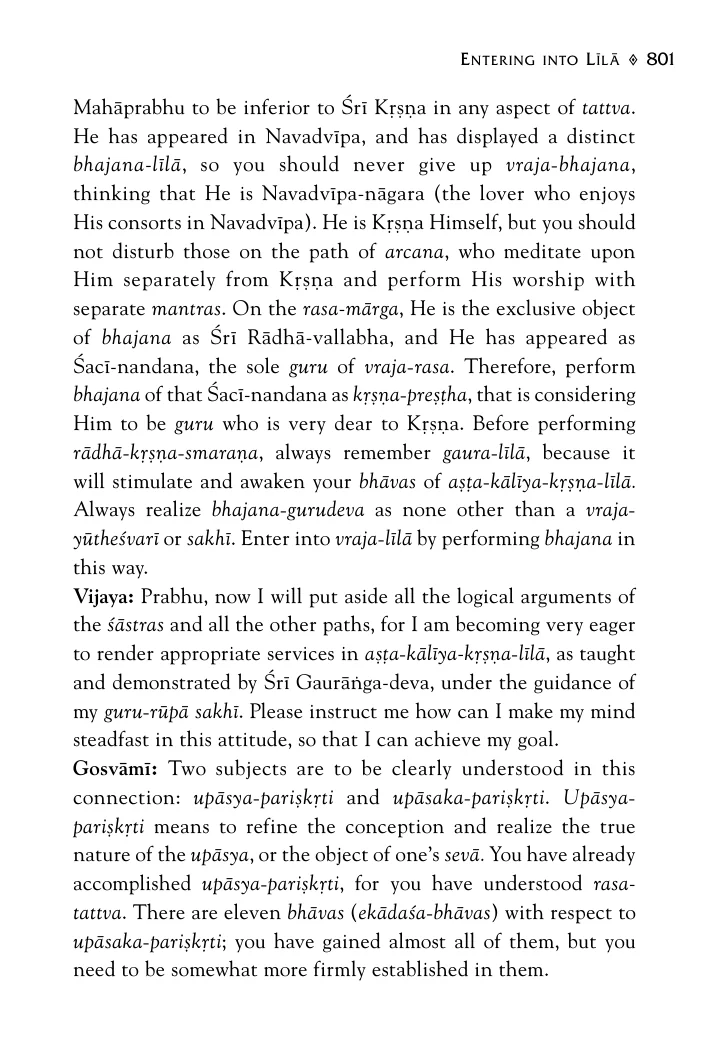 ENTERING INTO LĪLĀ ◈ 801
Mahāprabhu to be inferior to Śrī Kṛṣṇa in any aspect of tattva.
He has appeared in Navadvīpa, and has displayed a distinct
bhajana-līlā, so you should never give up vraja-bhajana,
thinking that He is Navadvīpa-nāgara (the lover who enjoys
His consorts in Navadvīpa). He is Kṛṣṇa Himself, but you should
not disturb those on the path of arcana, who meditate upon
Him separately from Kṛṣṇa and perform His worship with
separate mantras. On the rasa-mārga, He is the exclusive object
of bhajana as Śrī Rādhā-vallabha, and He has appeared as
Śacī-nandana, the sole guru of vraja-rasa. Therefore, perform
bhajana of that Śacī-nandana as kṛṣṇa-preṣṭha, that is considering
Him to be guru who is very dear to Kṛṣṇa. Before performing
rādhā-kṛṣṇa-smaraṇa, always remember gaura-līlā, because it
will stimulate and awaken your bhāvas of aṣṭa-kālīya-kṛṣṇa-līlā.
Always realize bhajana-gurudeva as none other than a vraja-
yūtheśvarī or sakhī. Enter into vraja-līlā by performing bhajana in
this way.
Vijaya: Prabhu, now I will put aside all the logical arguments of
the śāstras and all the other paths, for I am becoming very eager
to render appropriate services in aṣṭa-kālīya-kṛṣṇa-līlā, as taught
and demonstrated by Śrī Gaurāṅga-deva, under the guidance of
my guru-rūpā sakhī. Please instruct me how can I make my mind
steadfast in this attitude, so that I can achieve my goal.
Gosvāmī: Two subjects are to be clearly understood in this
connection: upāsya-pariṣkṛti and upāsaka-pariṣkṛti. Upāsya-
pariṣkṛti means to refine the conception and realize the true
nature of the upāsya, or the object of one's sevā. You have already
accomplished upāsya-pariṣkṛti, for you have understood rasa-
tattva. There are eleven bhāvas (ekādaśa-bhāvas) with respect to
upāsaka-pariṣkṛti; you have gained almost all of them, but you
need to be somewhat more firmly established in them.